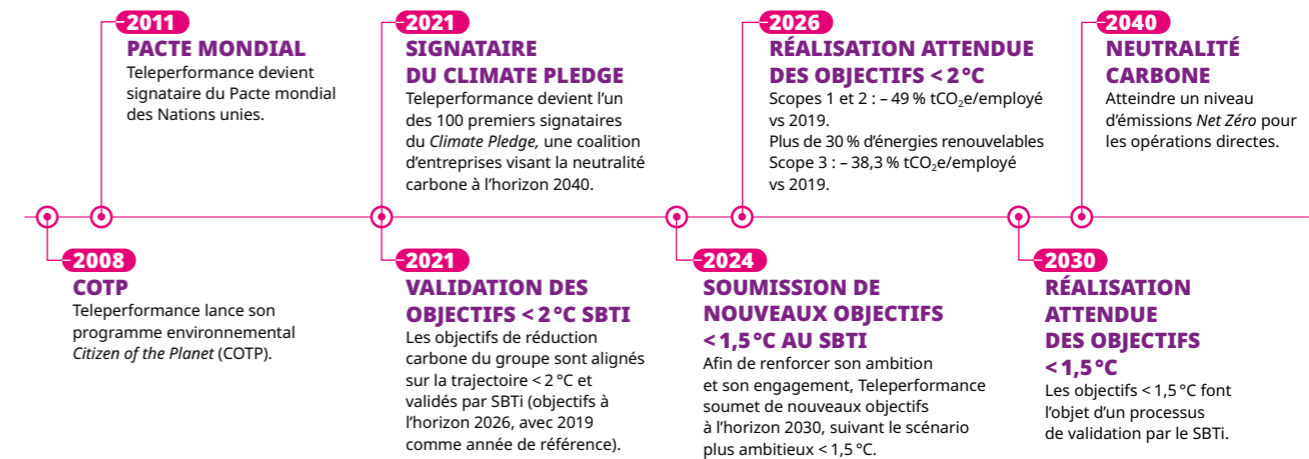 2011
PACTE MONDIAL
Teleperformance devient
signataire du Pacte mondial
des Nations unies.
2021
SIGNATAIRE
DU CLIMATE PLEDGE
Teleperformance devient l’un
des 100 premiers signataires
du Climate Pledge, une coalition
d’entreprises visant la neutralité
carbone à l’horizon 2040.
2026
RÉALISATION ATTENDUE
DES OBJECTIFS < 2 °C
Scopes 1 et 2 : – 49 % tCO₂e/employé
vs 2019.
Plus de 30 % d’énergies renouvelables
Scope 3 : – 38,3 % tCO₂e/employé
vs 2019.
2040
NEUTRALITÉ
CARBONE
Atteindre un niveau
d’émissions Net Zéro pour
les opérations directes.
2008
COTP
Teleperformance lance son
programme environnemental
Citizen of the Planet (COTP).
2021
VALIDATION DES
OBJECTIFS < 2 °C SBTI
Les objectifs de réduction
carbone du groupe sont alignés
sur la trajectoire < 2 °C et
validés par SBTi (objectifs à
l’horizon 2026, avec 2019
comme année de référence).
2024
SOUMISSION DE
NOUVEAUX OBJECTIFS
< 1,5 °C AU SBTI
Afin de renforcer son ambition
et son engagement, Teleperformance
soumet de nouveaux objectifs
à l’horizon 2030, suivant le scénario
plus ambitieux < 1,5 °C.
2030
RÉALISATION
ATTENDUE
DES OBJECTIFS
< 1,5 °C
Les objectifs < 1,5 °C font
l’objet d’un processus
de validation par le SBTi.